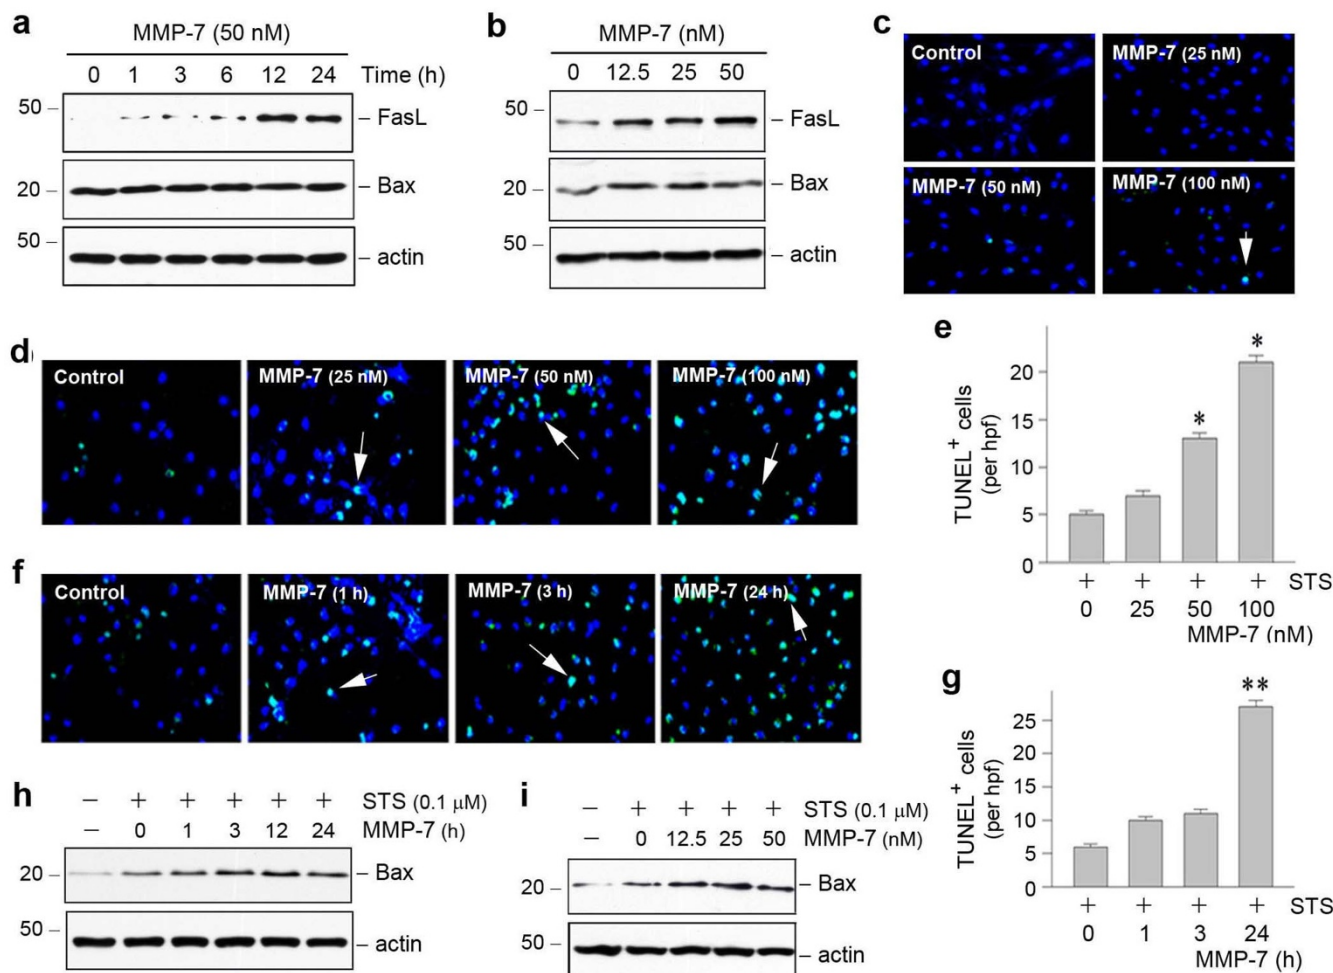 a
MMP-7 (50 nM)
0 1 3 6 12 24 Time (h)
50 – – FasL
20 – – Bax
50 – – actin
b
MMP-7 (nM)
0 12.5 25 50
50 – – FasL
20 – – Bax
50 – – actin
c
Control
MMP-7 (25 nM)
MMP-7 (50 nM)
MMP-7 (100 nM)
d
Control
MMP-7 (25 nM)
MMP-7 (50 nM)
MMP-7 (100 nM)
e
TUNEL+ cells
(per hpf)
20
15
10
5
0
* *
+ + + + STS
0 25 50 100
MMP-7 (nM)
f
Control
MMP-7 (1 h)
MMP-7 (3 h)
MMP-7 (24 h)
g
TUNEL+ cells
(per hpf)
25
20
15
10
5
0
**
+ + + + STS
0 1 3 24
MMP-7 (h)
h
– + + + + + STS (0.1 μM)
– 0 1 3 12 24 MMP-7 (h)
20 – – Bax
50 – – actin
i
– + + + + STS (0.1 μM)
– 0 12.5 25 50 MMP-7 (nM)
20 – – Bax
50 – – actin